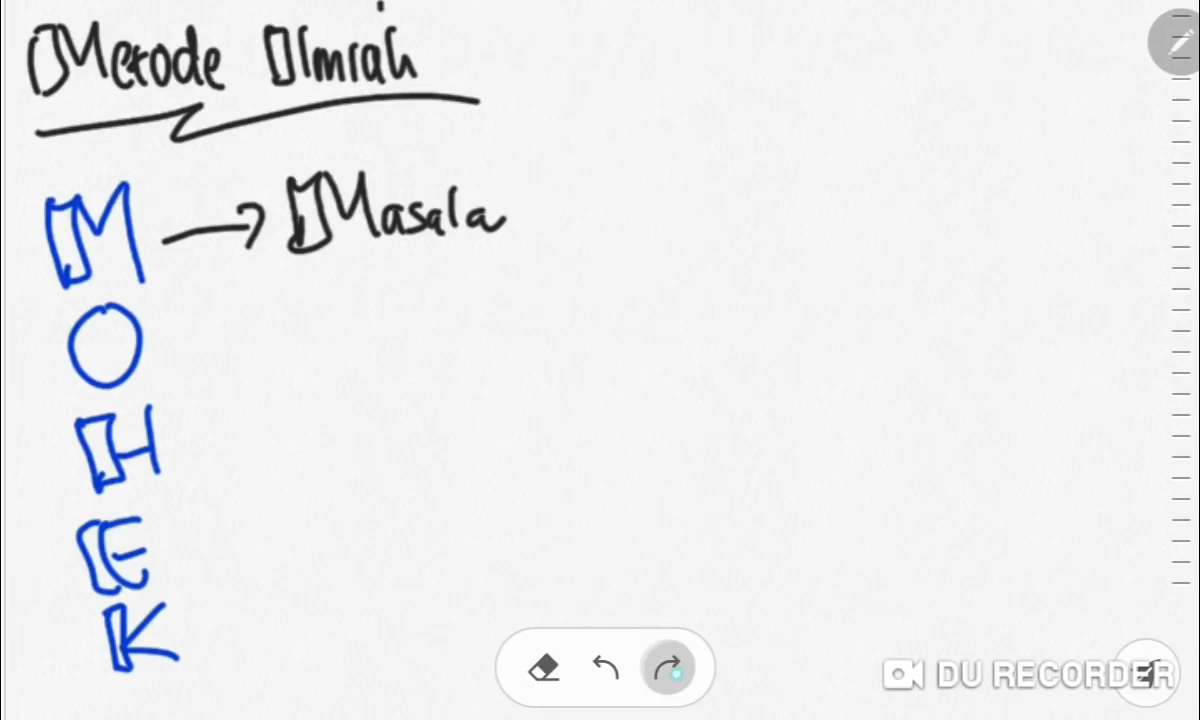 Metode Ilmiah
M → Masala
O
H
E
K
DU RECORDER